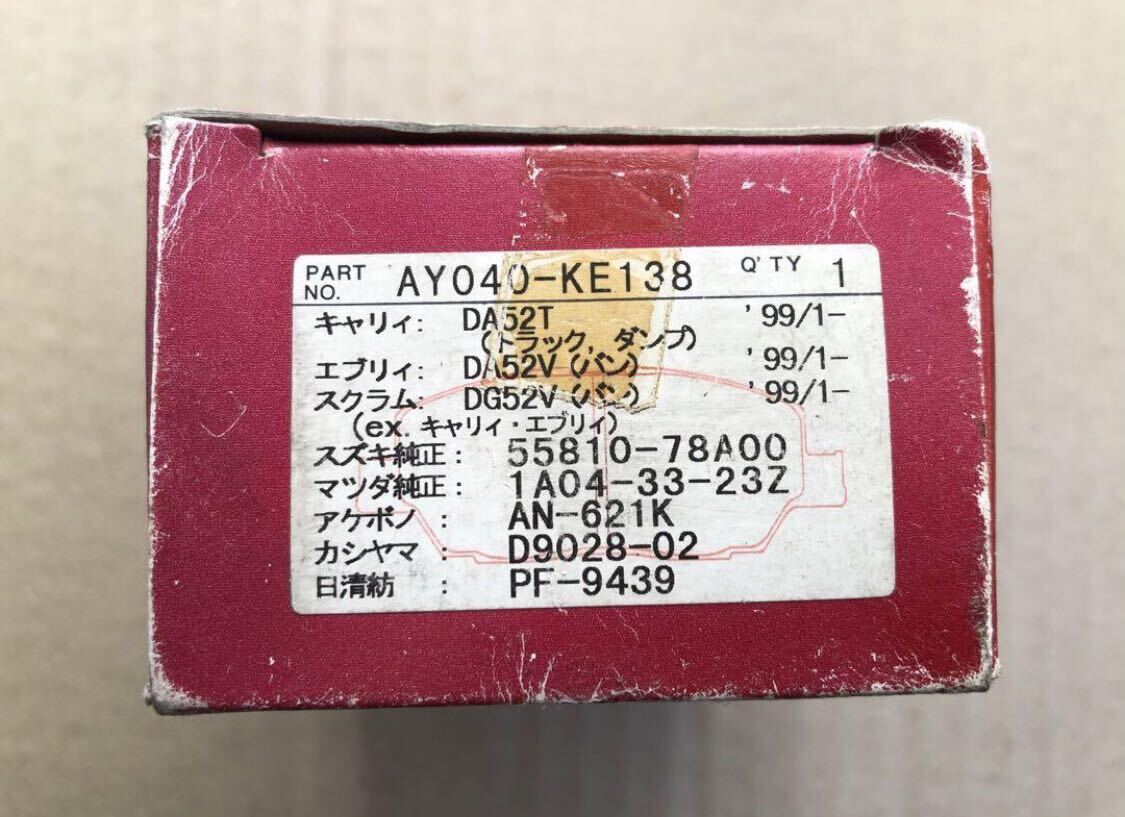 PART NO. AY040-KE138 Q'TY 1
キャリィ: DA52T '99/1-
(トラック, ダンプ)
エブリィ: DA52V (バン) '99/1-
スクラム: DG52V (バン) '99/1-
(ex. キャリィ・エブリィ)
スズキ純正: 55810-78A00
マツダ純正: 1A04-33-23Z
アケボノ: AN-621K
カシヤマ: D9028-02
日清紡: PF-9439